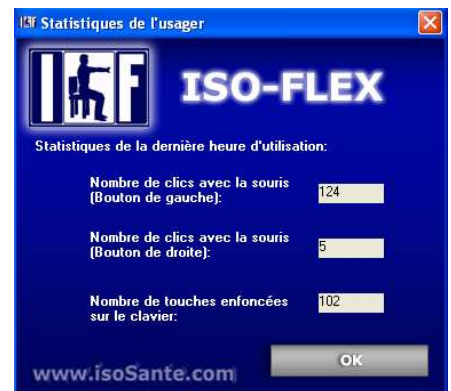 Statistiques de l'usager
ISO-FLEX
Statistiques de la dernière heure d'utilisation:
Nombre de clics avec la souris
(Bouton de gauche):
124
Nombre de clics avec la souris
(Bouton de droite):
5
Nombre de touches enfoncées
sur le clavier:
102
OK
www.isoSante.com